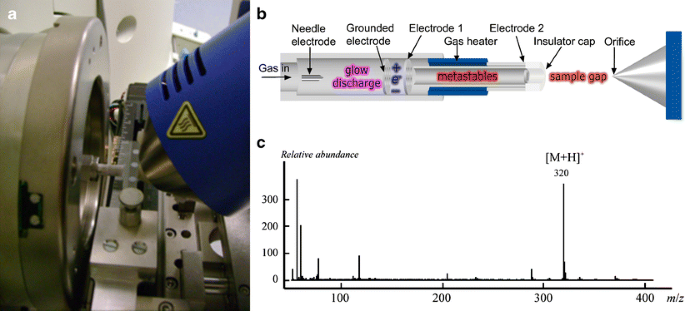 a
b
Needle
electrode
Grounded
electrode
Electrode 1
Gas heater
Electrode 2
Insulator cap
Orifice
Gas in
glow
discharge
+
e-
−
metastables
sample gap
c
Relative abundance
[M+H]+
320
300
200
100
0
100
200
300
400
m/z